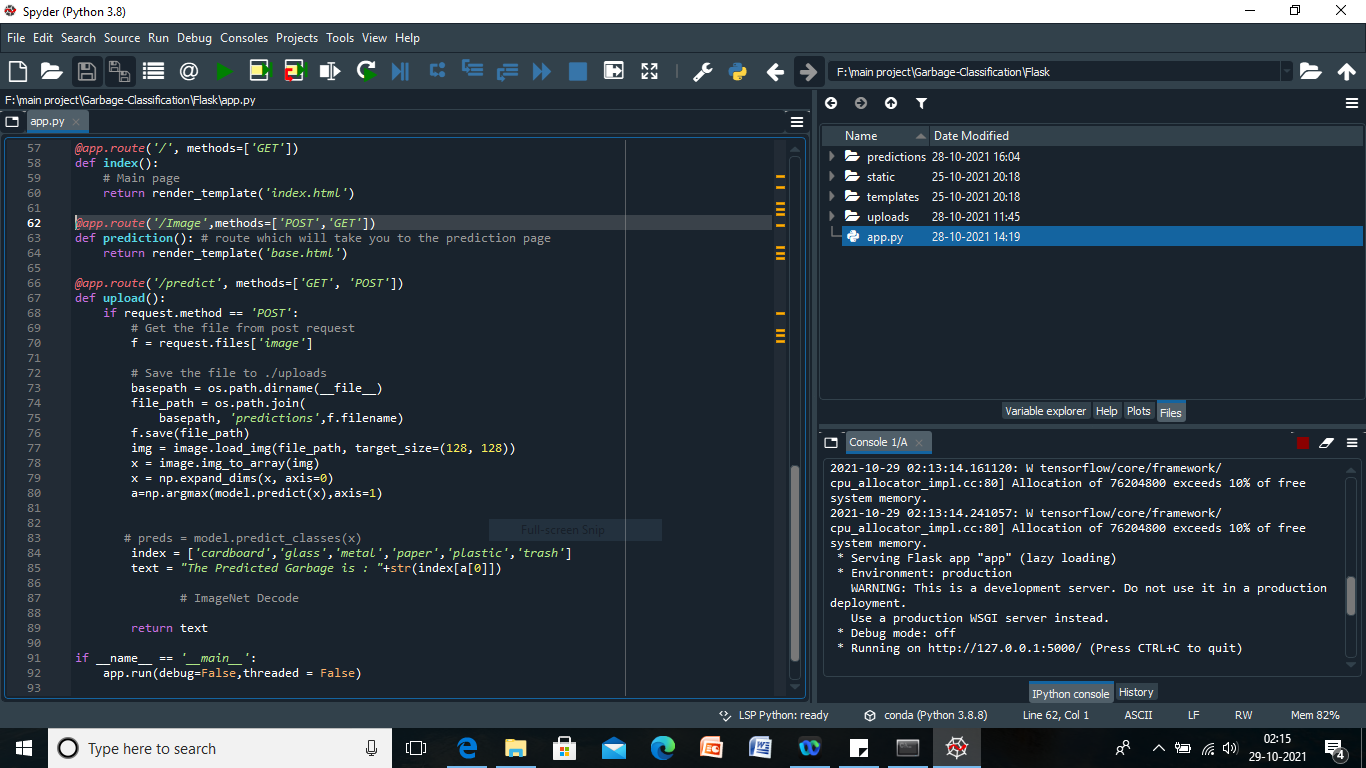 Spyder (Python 3.8)
File Edit Search Source Run Debug Consoles Projects Tools View Help
F:\main project\Garbage-Classification\Flask
F:\main project\Garbage-Classification\Flask\app.py
app.py
57 @app.route('/', methods=['GET'])
58 def index():
59 # Main page
60 return render_template('index.html')
61
62 @app.route('/Image',methods=['POST','GET'])
63 def prediction(): # route which will take you to the prediction page
64 return render_template('base.html')
65
66 @app.route('/predict', methods=['GET', 'POST'])
67 def upload():
68 if request.method == 'POST':
69 # Get the file from post request
70 f = request.files['image']
71
72 # Save the file to ./uploads
73 basepath = os.path.dirname(__file__)
74 file_path = os.path.join(
75 basepath, 'predictions',f.filename)
76 f.save(file_path)
77 img = image.load_img(file_path, target_size=(128, 128))
78 x = image.img_to_array(img)
79 x = np.expand_dims(x, axis=0)
80 a=np.argmax(model.predict(x),axis=1)
81
82
Full-screen Snip
83 # preds = model.predict_classes(x)
84 index = ['cardboard','glass','metal','paper','plastic','trash']
85 text = "The Predicted Garbage is : "+str(index[a[0]])
86
87 # ImageNet Decode
88
89 return text
90
91 if __name__ == '__main__':
92 app.run(debug=False,threaded = False)
93
Name Date Modified
predictions 28-10-2021 16:04
static 25-10-2021 20:18
templates 25-10-2021 20:18
uploads 28-10-2021 11:45
app.py 28-10-2021 14:19
Variable explorer Help Plots Files
Console 1/A
2021-10-29 02:13:14.161120: W tensorflow/core/framework/
cpu_allocator_impl.cc:80] Allocation of 76204800 exceeds 10% of free
system memory.
2021-10-29 02:13:14.241057: W tensorflow/core/framework/
cpu_allocator_impl.cc:80] Allocation of 76204800 exceeds 10% of free
system memory.
* Serving Flask app "app" (lazy loading)
* Environment: production
WARNING: This is a development server. Do not use it in a production
deployment.
Use a production WSGI server instead.
* Debug mode: off
* Running on http://127.0.0.1:5000/ (Press CTRL+C to quit)
IPython console History
LSP Python: ready conda (Python 3.8.8) Line 62, Col 1 ASCII LF RW Mem 82%
Type here to search
02:15
29-10-2021
4